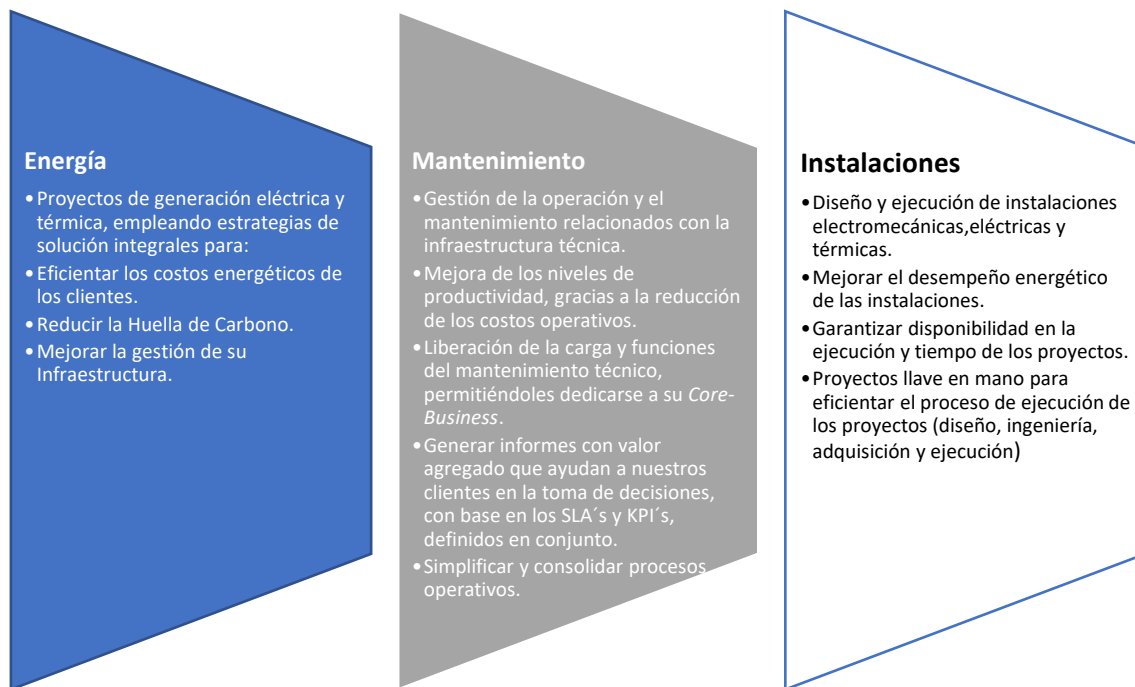 Energía
•Proyectos de generación eléctrica y
térmica, empleando estrategias de
solución integrales para:
•Eficientar los costos energéticos de
los clientes.
•Reducir la Huella de Carbono.
•Mejorar la gestión de su
Infraestructura.
Mantenimiento
•Gestión de la operación y el
mantenimiento relacionados con la
infraestructura técnica.
•Mejora de los niveles de
productividad, gracias a la reducción
de los costos operativos.
•Liberación de la carga y funciones
del mantenimiento técnico,
permitiéndoles dedicarse a su Core-
Business.
•Generar informes con valor
agregado que ayudan a nuestros
clientes en la toma de decisiones,
con base en los SLA´s y KPI´s,
definidos en conjunto.
•Simplificar y consolidar procesos
operativos.
Instalaciones
•Diseño y ejecución de instalaciones
electromecánicas,eléctricas y
térmicas.
•Mejorar el desempeño energético
de las instalaciones.
•Garantizar disponibilidad en la
ejecución y tiempo de los proyectos.
•Proyectos llave en mano para
eficientar el proceso de ejecución de
los proyectos (diseño, ingeniería,
adquisición y ejecución)